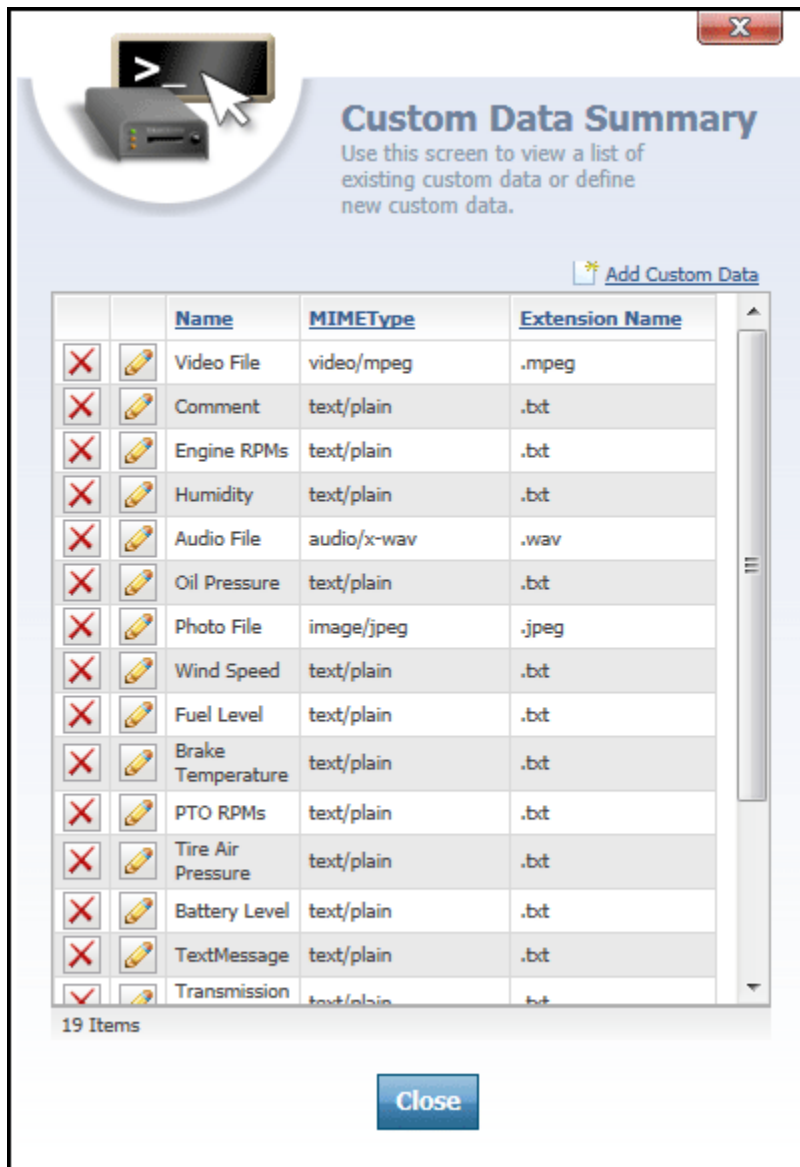 >_
Custom Data Summary
Use this screen to view a list of
existing custom data or define
new custom data.
Add Custom Data
Name MIMEType Extension Name
Video File video/mpeg .mpeg
Comment text/plain .txt
Engine RPMs text/plain .txt
Humidity text/plain .txt
Audio File audio/x-wav .wav
Oil Pressure text/plain .txt
Photo File image/jpeg .jpeg
Wind Speed text/plain .txt
Fuel Level text/plain .txt
Brake
Temperature text/plain .txt
PTO RPMs text/plain .txt
Tire Air
Pressure text/plain .txt
Battery Level text/plain .txt
TextMessage text/plain .txt
Transmission
text/plain .txt
19 Items
Close